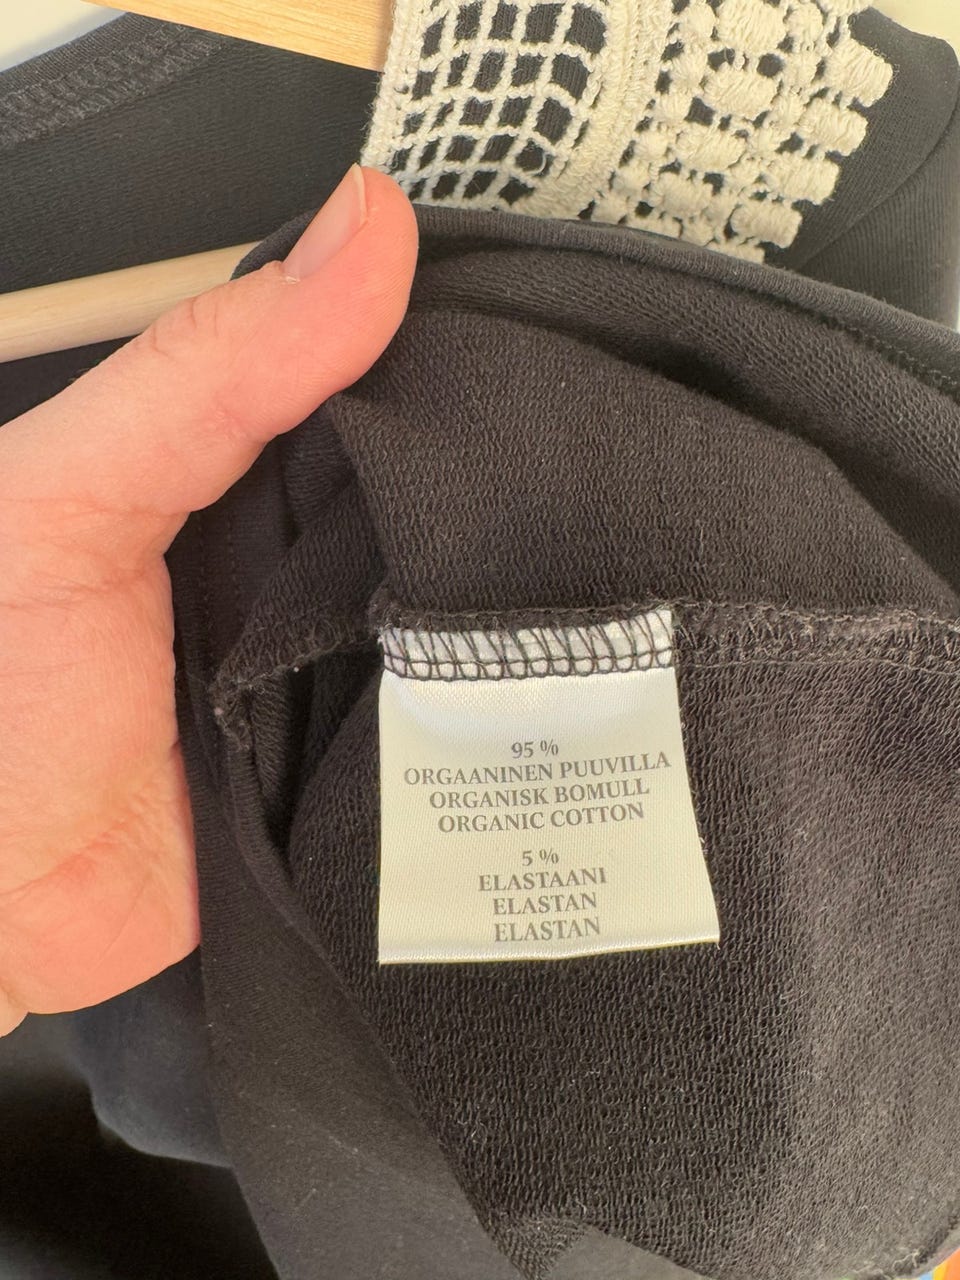 95 %
ORGAANINEN PUUVILLA
ORGANISK BOMULL
ORGANIC COTTON
5 %
ELASTAANI
ELASTAN
ELASTAN